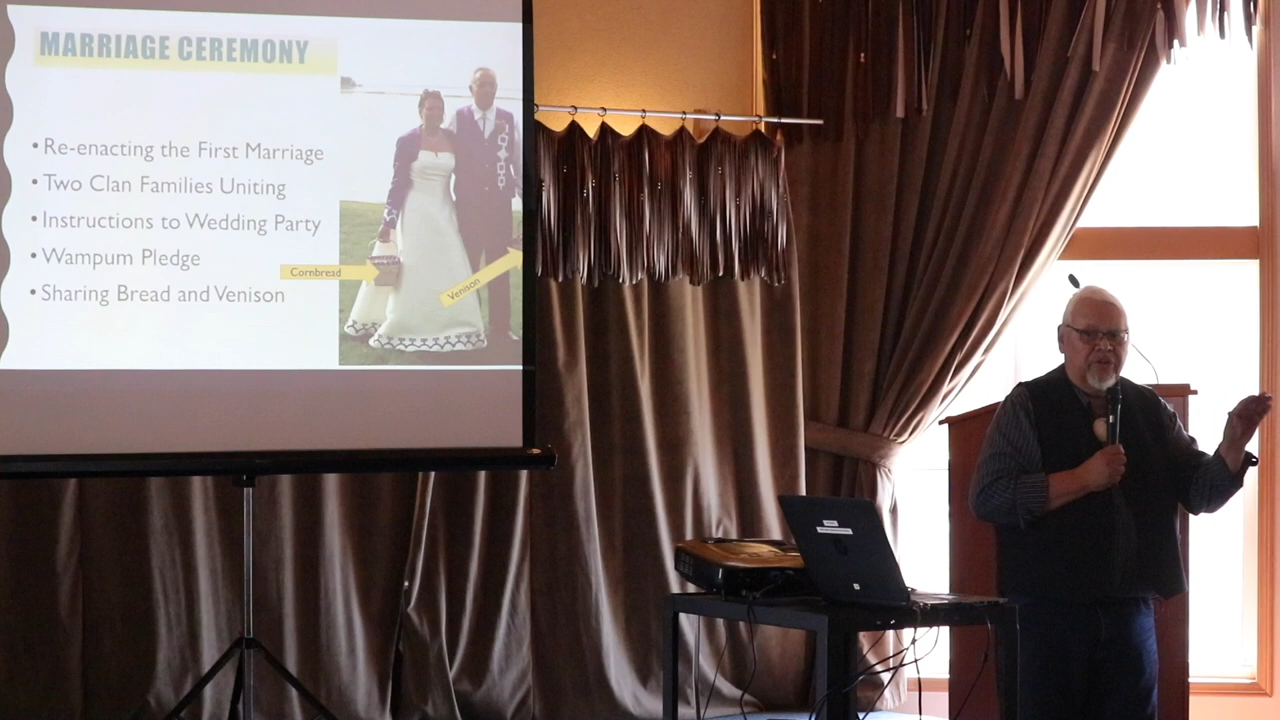 MARRIAGE CEREMONY
• Re-enacting the First Marriage
• Two Clan Families Uniting
• Instructions to Wedding Party
• Wampum Pledge
• Sharing Bread and Venison
Cornbread
Venison